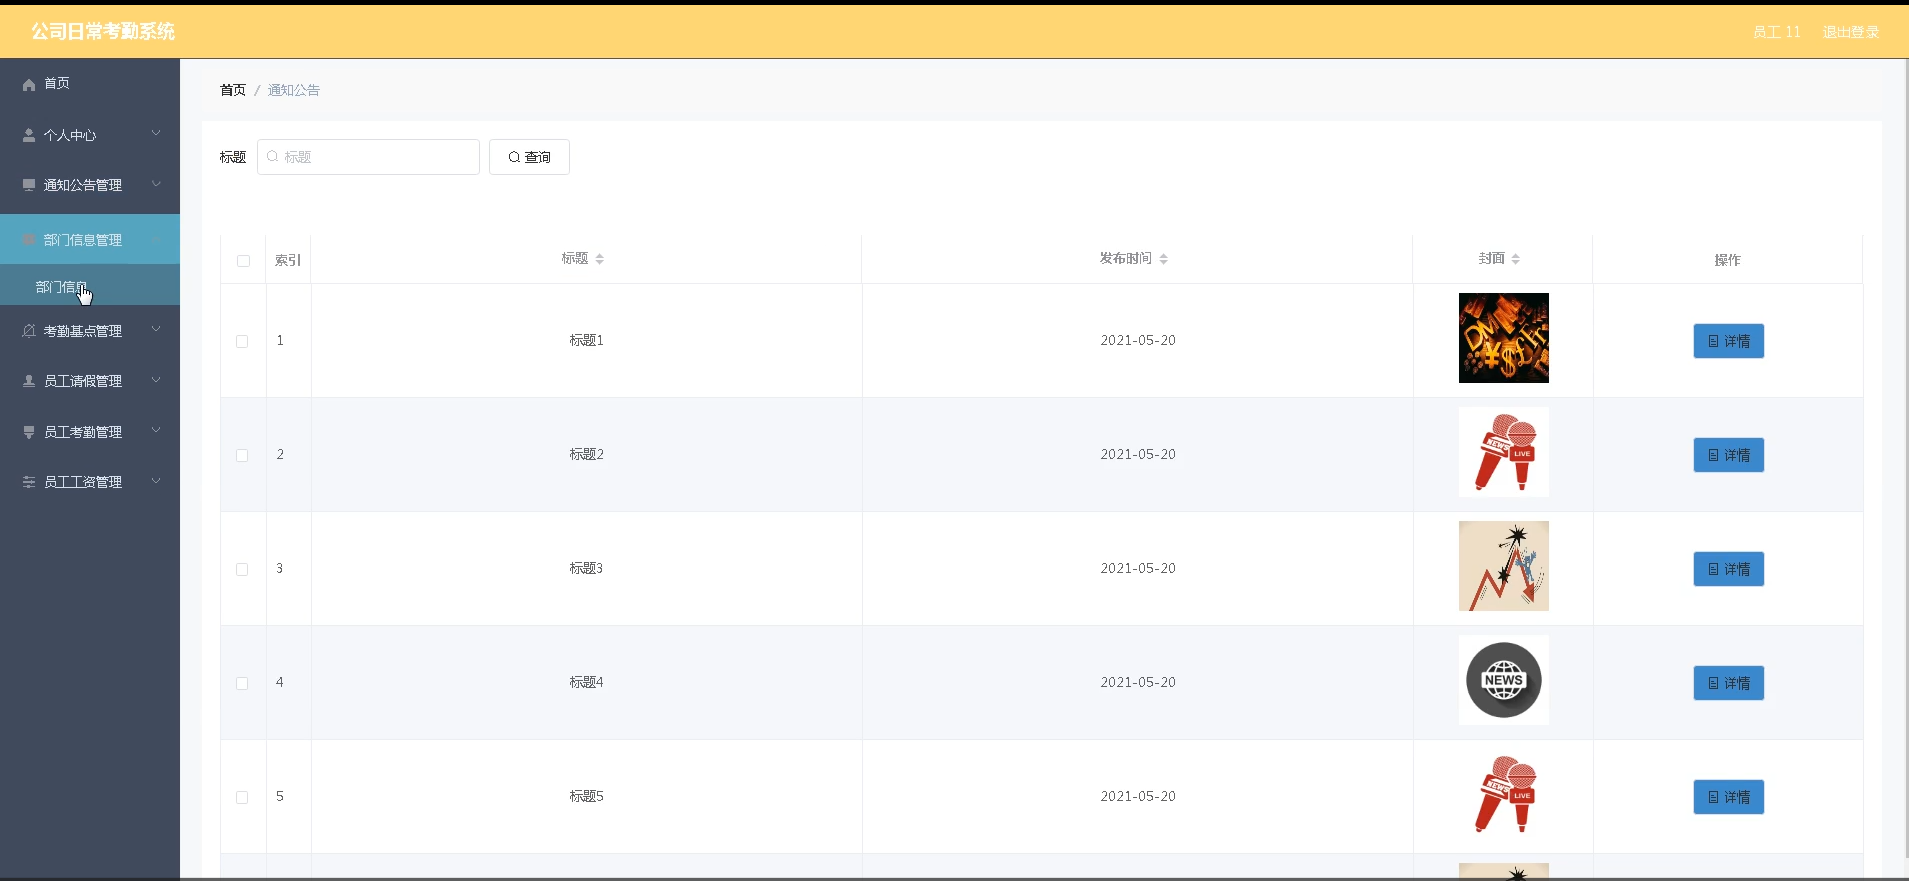 公司日常考勤系统
员工 11 退出登录
首页
个人中心
通知公告管理
部门信息管理
部门信息
考勤基点管理
员工请假管理
员工考勤管理
员工工资管理
首页 / 通知公告
标题 标题 查询
索引 标题 发布时间 封面 操作
1 标题1 2021-05-20 详情
2 标题2 2021-05-20 NEWS LIVE 详情
3 标题3 2021-05-20 详情
4 标题4 2021-05-20 NEWS 详情
5 标题5 2021-05-20 NEWS LIVE 详情